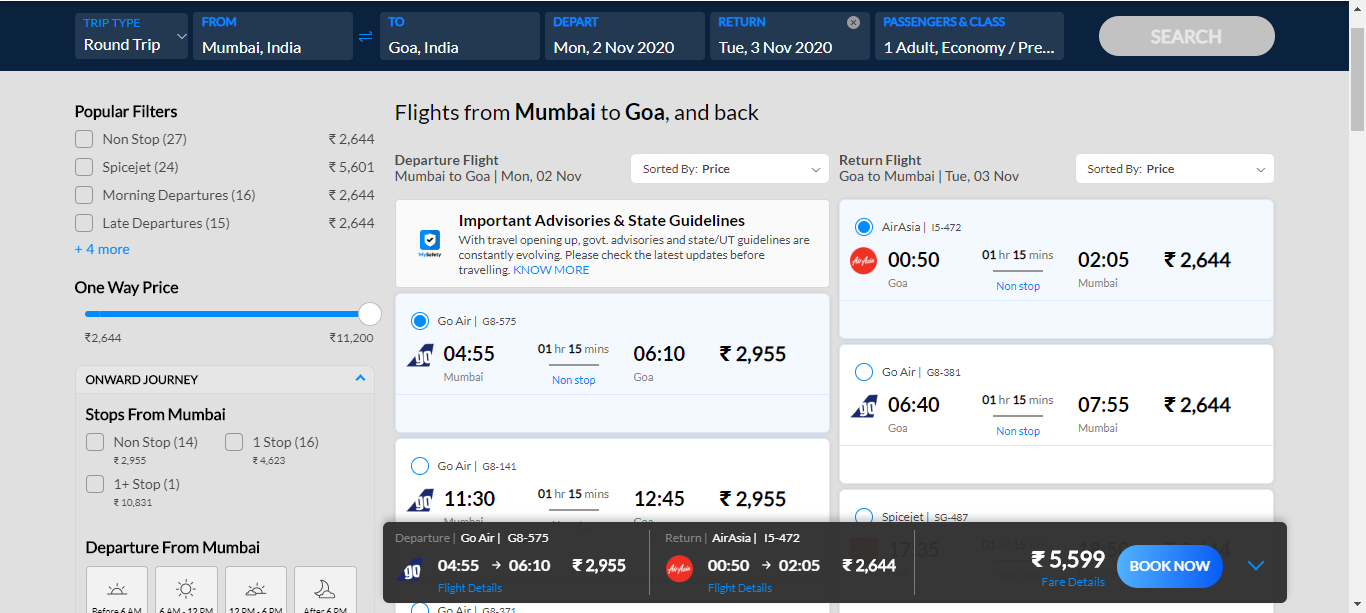 TRIP TYPE
Round Trip
FROM
Mumbai, India
TO
Goa, India
DEPART
Mon, 2 Nov 2020
RETURN
Tue, 3 Nov 2020
PASSENGERS & CLASS
1 Adult, Economy / Pre...
SEARCH
Popular Filters
Non Stop (27) ₹ 2,644
Spicejet (24) ₹ 5,601
Morning Departures (16) ₹ 2,644
Late Departures (15) ₹ 2,644
+ 4 more
One Way Price
₹2,644 ₹11,200
ONWARD JOURNEY
Stops From Mumbai
Non Stop (14) 1 Stop (16)
₹ 2,955 ₹ 4,623
1+ Stop (1)
₹ 10,831
Departure From Mumbai
Before 6 AM 6 AM - 12 PM 12 PM - 6 PM After 6 PM
Flights from Mumbai to Goa, and back
Departure Flight
Mumbai to Goa | Mon, 02 Nov
Sorted By: Price
Important Advisories & State Guidelines
MySafety
With travel opening up, govt. advisories and state/UT guidelines are
constantly evolving. Please check the latest updates before
travelling. KNOW MORE
Go Air | G8-575
go 04:55 01 hr 15 mins 06:10 ₹ 2,955
Mumbai Non stop Goa
Go Air | G8-141
go 11:30 01 hr 15 mins 12:45 ₹ 2,955
Mumbai Goa
Go Air | G8-371
Return Flight
Goa to Mumbai | Tue, 03 Nov
Sorted By: Price
AirAsia | I5-472
AirAsia 00:50 01 hr 15 mins 02:05 ₹ 2,644
Goa Non stop Mumbai
Go Air | G8-381
go 06:40 01 hr 15 mins 07:55 ₹ 2,644
Goa Non stop Mumbai
Spicejet | SG-487
17:35
Departure | Go Air | G8-575
go 04:55 → 06:10 ₹ 2,955
Flight Details
Return | AirAsia | I5-472
AirAsia 00:50 → 02:05 ₹ 2,644
Flight Details
₹ 5,599
Fare Details
BOOK NOW